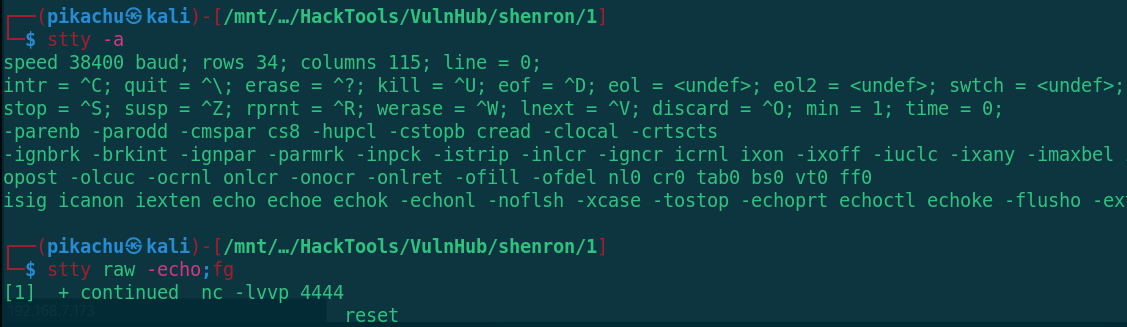 ┌──(pikachu㉿kali)-[/mnt/…/HackTools/VulnHub/shenron/1]
└─$ stty -a
speed 38400 baud; rows 34; columns 115; line = 0;
intr = ^C; quit = ^\; erase = ^?; kill = ^U; eof = ^D; eol = <undef>; eol2 = <undef>; swtch = <undef>;
stop = ^S; susp = ^Z; rprnt = ^R; werase = ^W; lnext = ^V; discard = ^O; min = 1; time = 0;
-parenb -parodd -cmspar cs8 -hupcl -cstopb cread -clocal -crtscts
-ignbrk -brkint -ignpar -parmrk -inpck -istrip -inlcr -igncr icrnl ixon -ixoff -iuclc -ixany -imaxbel
opost -olcuc -ocrnl onlcr -onocr -onlret -ofill -ofdel nl0 cr0 tab0 bs0 vt0 ff0
isig icanon iexten echo echoe echok -echonl -noflsh -xcase -tostop -echoprt echoctl echoke -flusho -ex
┌──(pikachu㉿kali)-[/mnt/…/HackTools/VulnHub/shenron/1]
└─$ stty raw -echo;fg
[1]  + continued  nc -lvvp 4444
192.168.7.173
reset